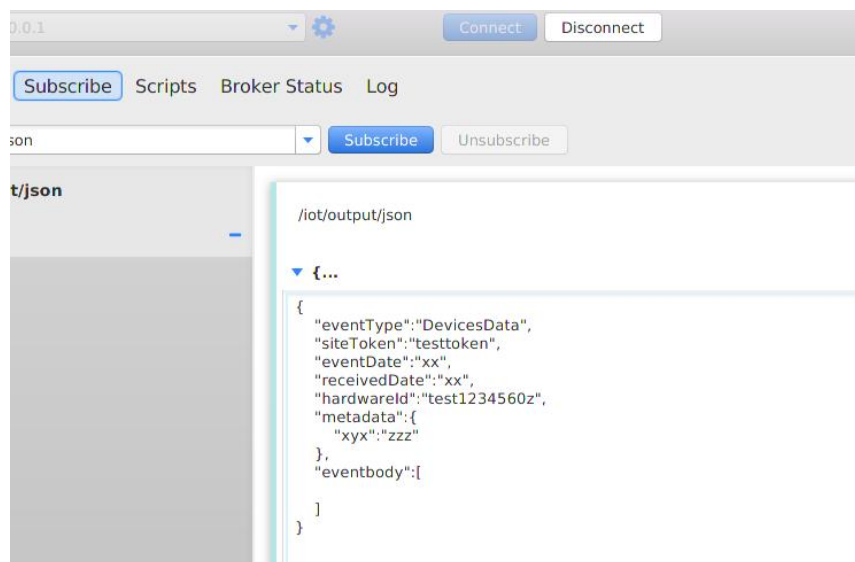 0.0.1
Connect
Disconnect
Subscribe Scripts Broker Status Log
son
Subscribe
Unsubscribe
t/json
/iot/output/json
{...
{
"eventType":"DevicesData",
"siteToken":"testtoken",
"eventDate":"xx",
"receivedDate":"xx",
"hardwareId":"test1234560z",
"metadata":{
"xyx":"zzz"
},
"eventbody":[
]
}